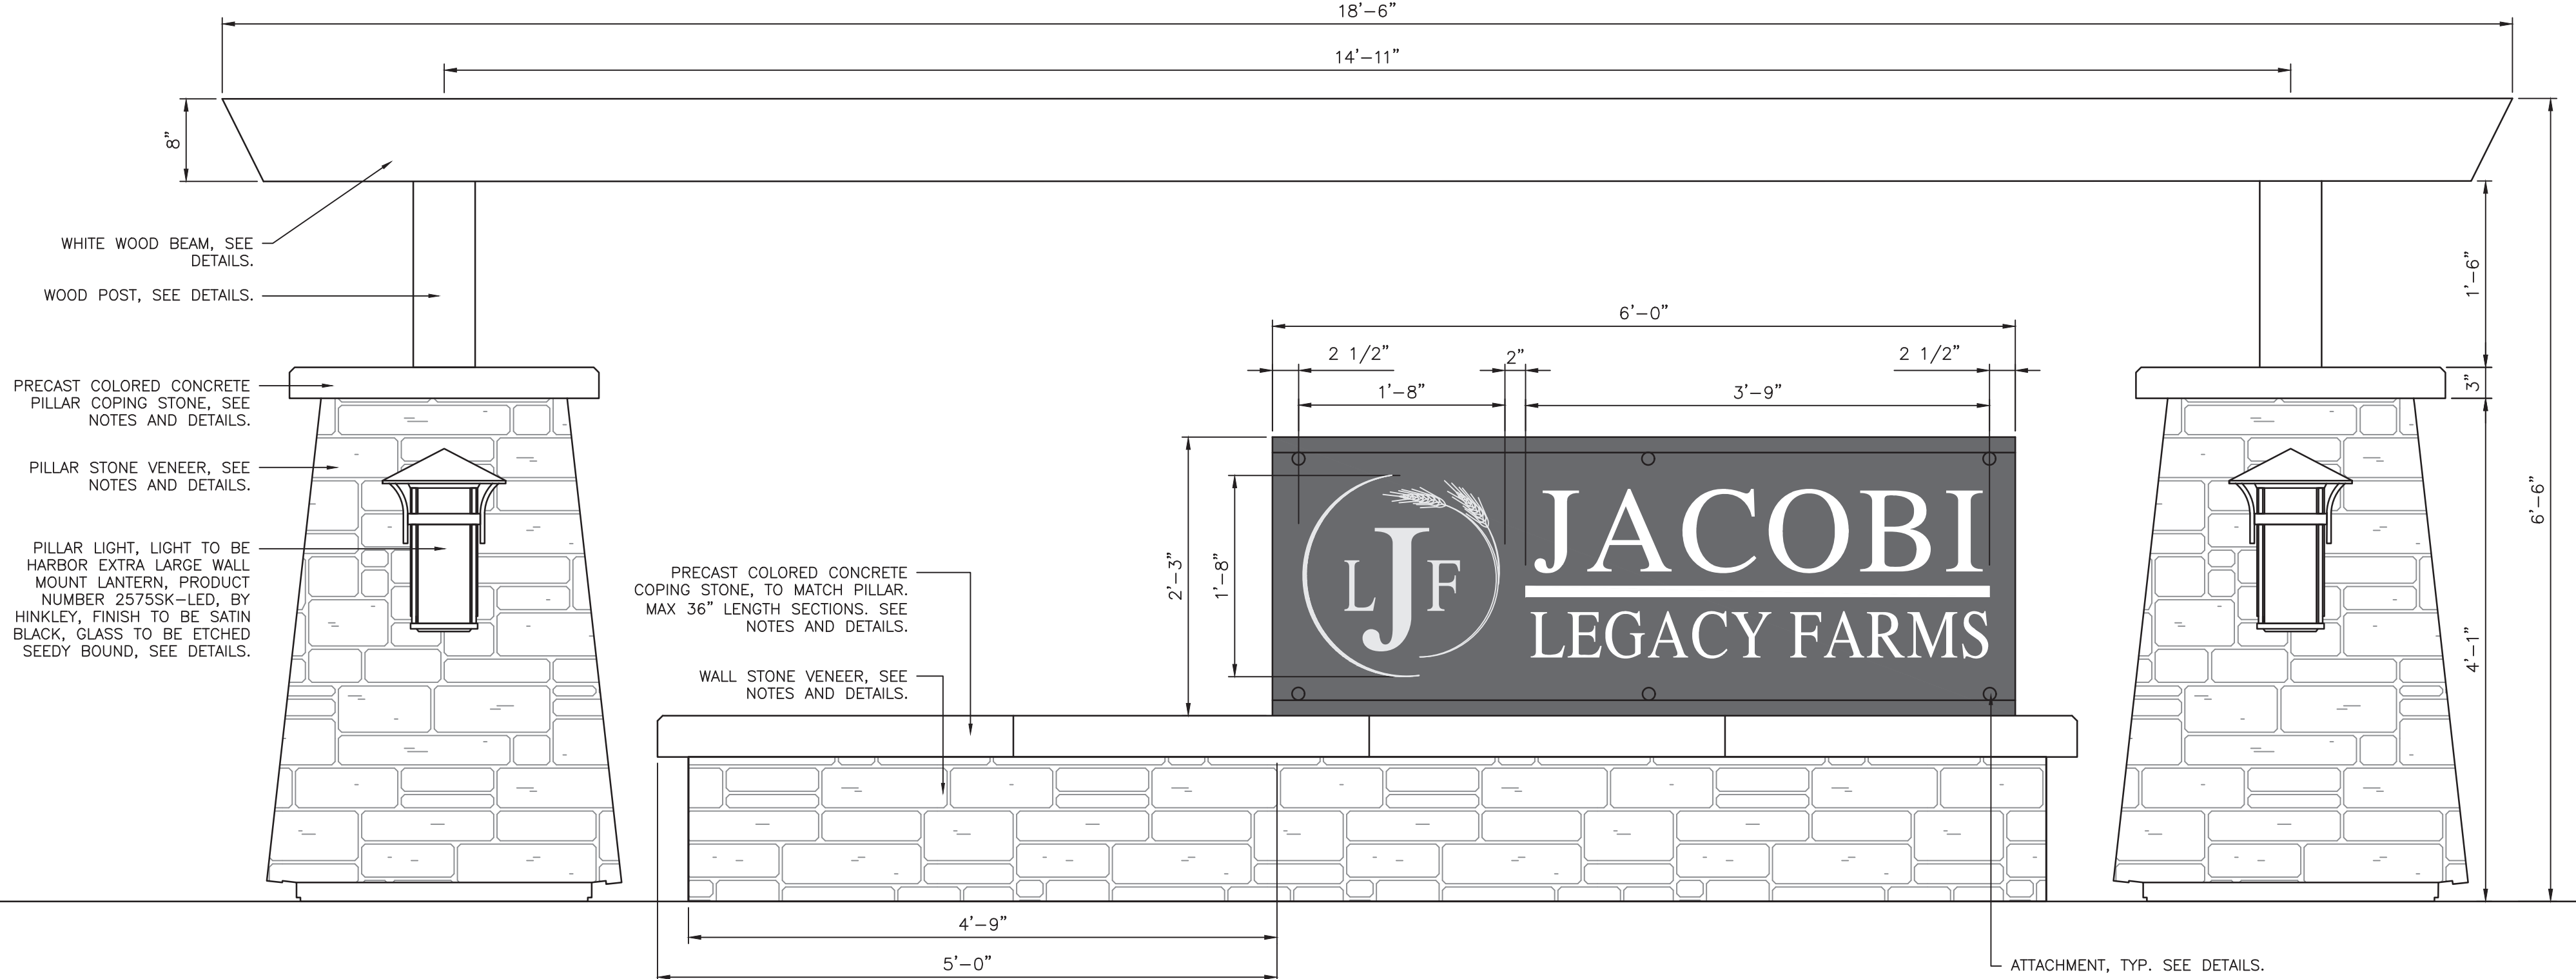 18'-6"
14'-11"
8"
WHITE WOOD BEAM, SEE
DETAILS.
WOOD POST, SEE DETAILS.
PRECAST COLORED CONCRETE
PILLAR COPING STONE, SEE
NOTES AND DETAILS.
PILLAR STONE VENEER, SEE
NOTES AND DETAILS.
PILLAR LIGHT, LIGHT TO BE
HARBOR EXTRA LARGE WALL
MOUNT LANTERN, PRODUCT
NUMBER 2575SK-LED, BY
HINKLEY, FINISH TO BE SATIN
BLACK, GLASS TO BE ETCHED
SEEDY BOUND, SEE DETAILS.
PRECAST COLORED CONCRETE
COPING STONE, TO MATCH PILLAR.
MAX 36" LENGTH SECTIONS. SEE
NOTES AND DETAILS.
WALL STONE VENEER, SEE
NOTES AND DETAILS.
6'-0"
2 1/2"
2"
2 1/2"
1'-8"
3'-9"
2'-3"
1'-8"
L J F
JACOBI
LEGACY FARMS
1'-6"
3"
4'-1"
6'-6"
4'-9"
5'-0"
ATTACHMENT, TYP. SEE DETAILS.